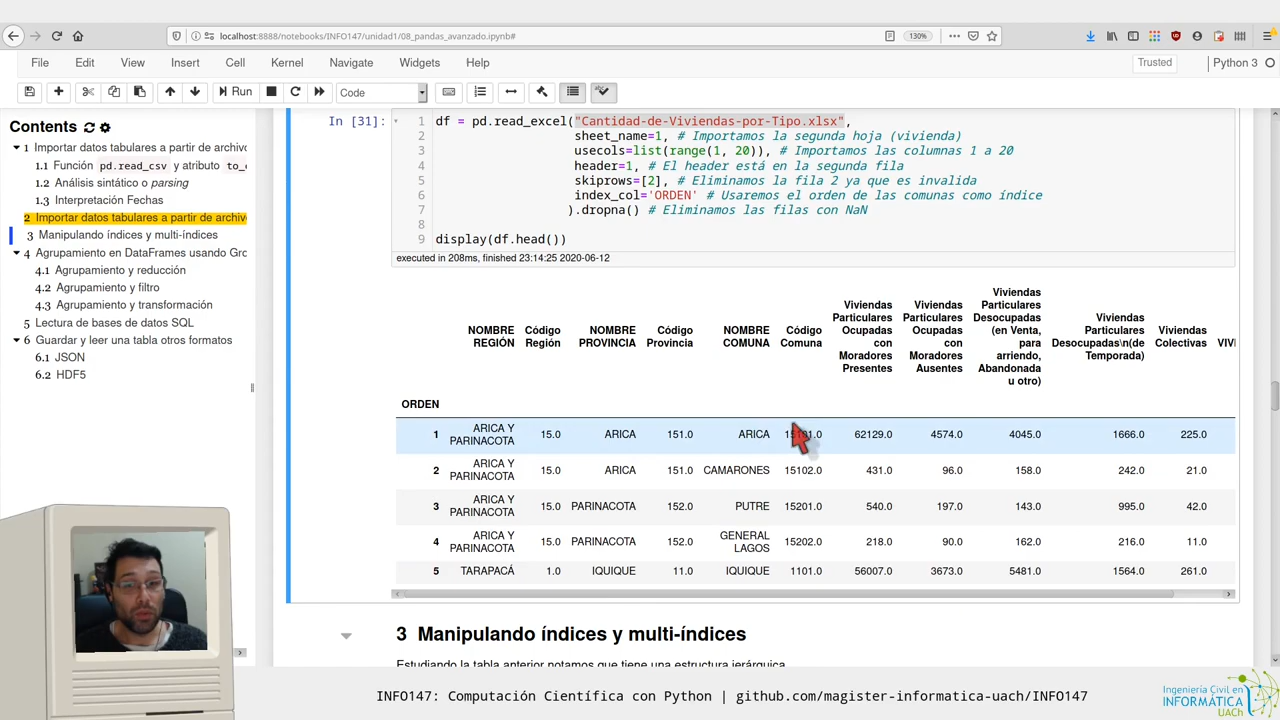 localhost:8888/notebooks/INFO147/unidad1/08_pandas_avanzado.ipynb#
130%
File Edit View Insert Cell Kernel Navigate Widgets Help
Trusted
Python 3
Run
Code
Contents
1 Importar datos tabulares a partir de archivo
1.1 Función pd.read_csv y atributo to_
1.2 Análisis sintático o parsing
1.3 Interpretación Fechas
2 Importar datos tabulares a partir de archivo
3 Manipulando índices y multi-índices
4 Agrupamiento en DataFrames usando Gro
4.1 Agrupamiento y reducción
4.2 Agrupamiento y filtro
4.3 Agrupamiento y transformación
5 Lectura de bases de datos SQL
6 Guardar y leer una tabla otros formatos
6.1 JSON
6.2 HDF5
In [31]:
1 df = pd.read_excel("Cantidad-de-Viviendas-por-Tipo.xlsx",
2 sheet_name=1, # Importamos la segunda hoja (vivienda)
3 usecols=list(range(1, 20)), # Importamos las columnas 1 a 20
4 header=1, # El header está en la segunda fila
5 skiprows=[2], # Eliminamos la fila 2 ya que es invalida
6 index_col='ORDEN' # Usaremos el orden de las comunas como índice
7 ).dropna() # Eliminamos las filas con NaN
8
9 display(df.head())
executed in 208ms, finished 23:14:25 2020-06-12
NOMBRE
REGIÓN
Código
Región
NOMBRE
PROVINCIA
Código
Provincia
NOMBRE
COMUNA
Código
Comuna
Viviendas
Particulares
Ocupadas
con
Moradores
Presentes
Viviendas
Particulares
Ocupadas
con
Moradores
Ausentes
Viviendas
Particulares
Desocupadas
(en Venta,
para
arriendo,
Abandonada
u otro)
Viviendas
Particulares
Desocupadas\n(de
Temporada)
Viviendas
Colectivas
VIVI
ORDEN
1 ARICA Y PARINACOTA 15.0 ARICA 151.0 ARICA 62129.0 4574.0 4045.0 1666.0 225.0
2 ARICA Y PARINACOTA 15.0 ARICA 151.0 CAMARONES 15102.0 431.0 96.0 158.0 242.0 21.0
3 ARICA Y PARINACOTA 15.0 PARINACOTA 152.0 PUTRE 15201.0 540.0 197.0 143.0 995.0 42.0
4 ARICA Y PARINACOTA 15.0 PARINACOTA 152.0 GENERAL LAGOS 15202.0 218.0 90.0 162.0 216.0 11.0
5 TARAPACÁ 1.0 IQUIQUE 11.0 IQUIQUE 1101.0 56007.0 3673.0 5481.0 1564.0 261.0
3 Manipulando índices y multi-índices
Estudiando la tabla anterior notamos que tiene una estructura jerárquica
INFO147: Computación Científica con Python | github.com/magister-informatica-uach/INFO147
Ingeniería Civil en
INFORMÁTICA
UACh